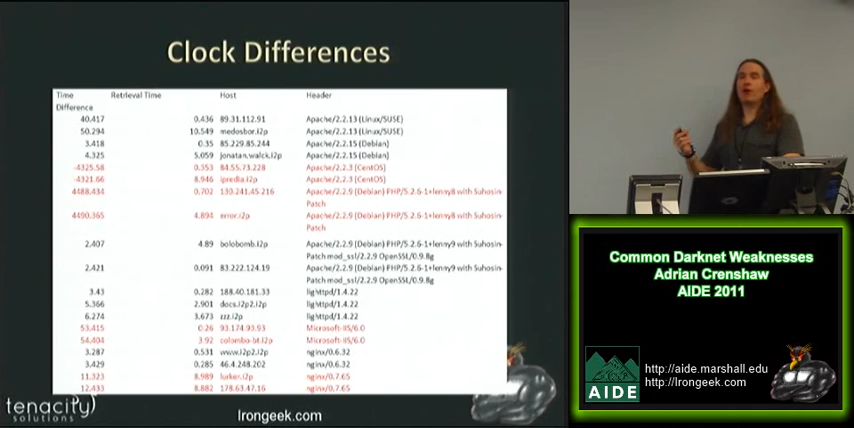 Clock Differences
Time Retrieval Time Host Header
Difference
40.417 0.436 89.31.112.91 Apache/2.2.13 (Linux/SUSE)
50.294 10.549 medosbor.i2p Apache/2.2.13 (Linux/SUSE)
3.418 0.35 85.229.85.244 Apache/2.2.15 (Debian)
4.325 5.059 jonatan.walck.i2p Apache/2.2.15 (Debian)
-4325.58 0.353 84.55.73.228 Apache/2.2.3 (CentOS)
-4321.66 8.946 ipredia.i2p Apache/2.2.3 (CentOS)
4488.434 0.702 130.241.45.216 Apache/2.2.9 (Debian) PHP/5.2.6-1+lenny8 with Suhosin-
Patch
4490.365 4.894 error.i2p Apache/2.2.9 (Debian) PHP/5.2.6-1+lenny8 with Suhosin-
Patch
2.407 4.89 bolobomb.i2p Apache/2.2.9 (Debian) PHP/5.2.6-1+lenny9 with Suhosin-
Patch mod_ssl/2.2.9 OpenSSL/0.9.8g
2.421 0.091 83.222.124.19 Apache/2.2.9 (Debian) PHP/5.2.6-1+lenny9 with Suhosin-
Patch mod_ssl/2.2.9 OpenSSL/0.9.8g
3.43 0.282 188.40.181.33 lighttpd/1.4.22
5.366 2.901 docs.i2p2.i2p lighttpd/1.4.22
6.274 3.673 zzz.i2p lighttpd/1.4.22
53.415 0.26 93.174.93.93 Microsoft-IIS/6.0
54.404 3.92 colombo-bt.i2p Microsoft-IIS/6.0
3.287 0.531 www.i2p2.i2p nginx/0.6.32
3.429 0.285 46.4.248.202 nginx/0.6.32
11.323 8.989 lurker.i2p nginx/0.7.65
12.433 8.882 178.63.47.16 nginx/0.7.65
tenacity
solutions
Irongeek.com
Common Darknet Weaknesses
Adrian Crenshaw
AIDE 2011
AIDE
http://aide.marshall.edu
http://Irongeek.com